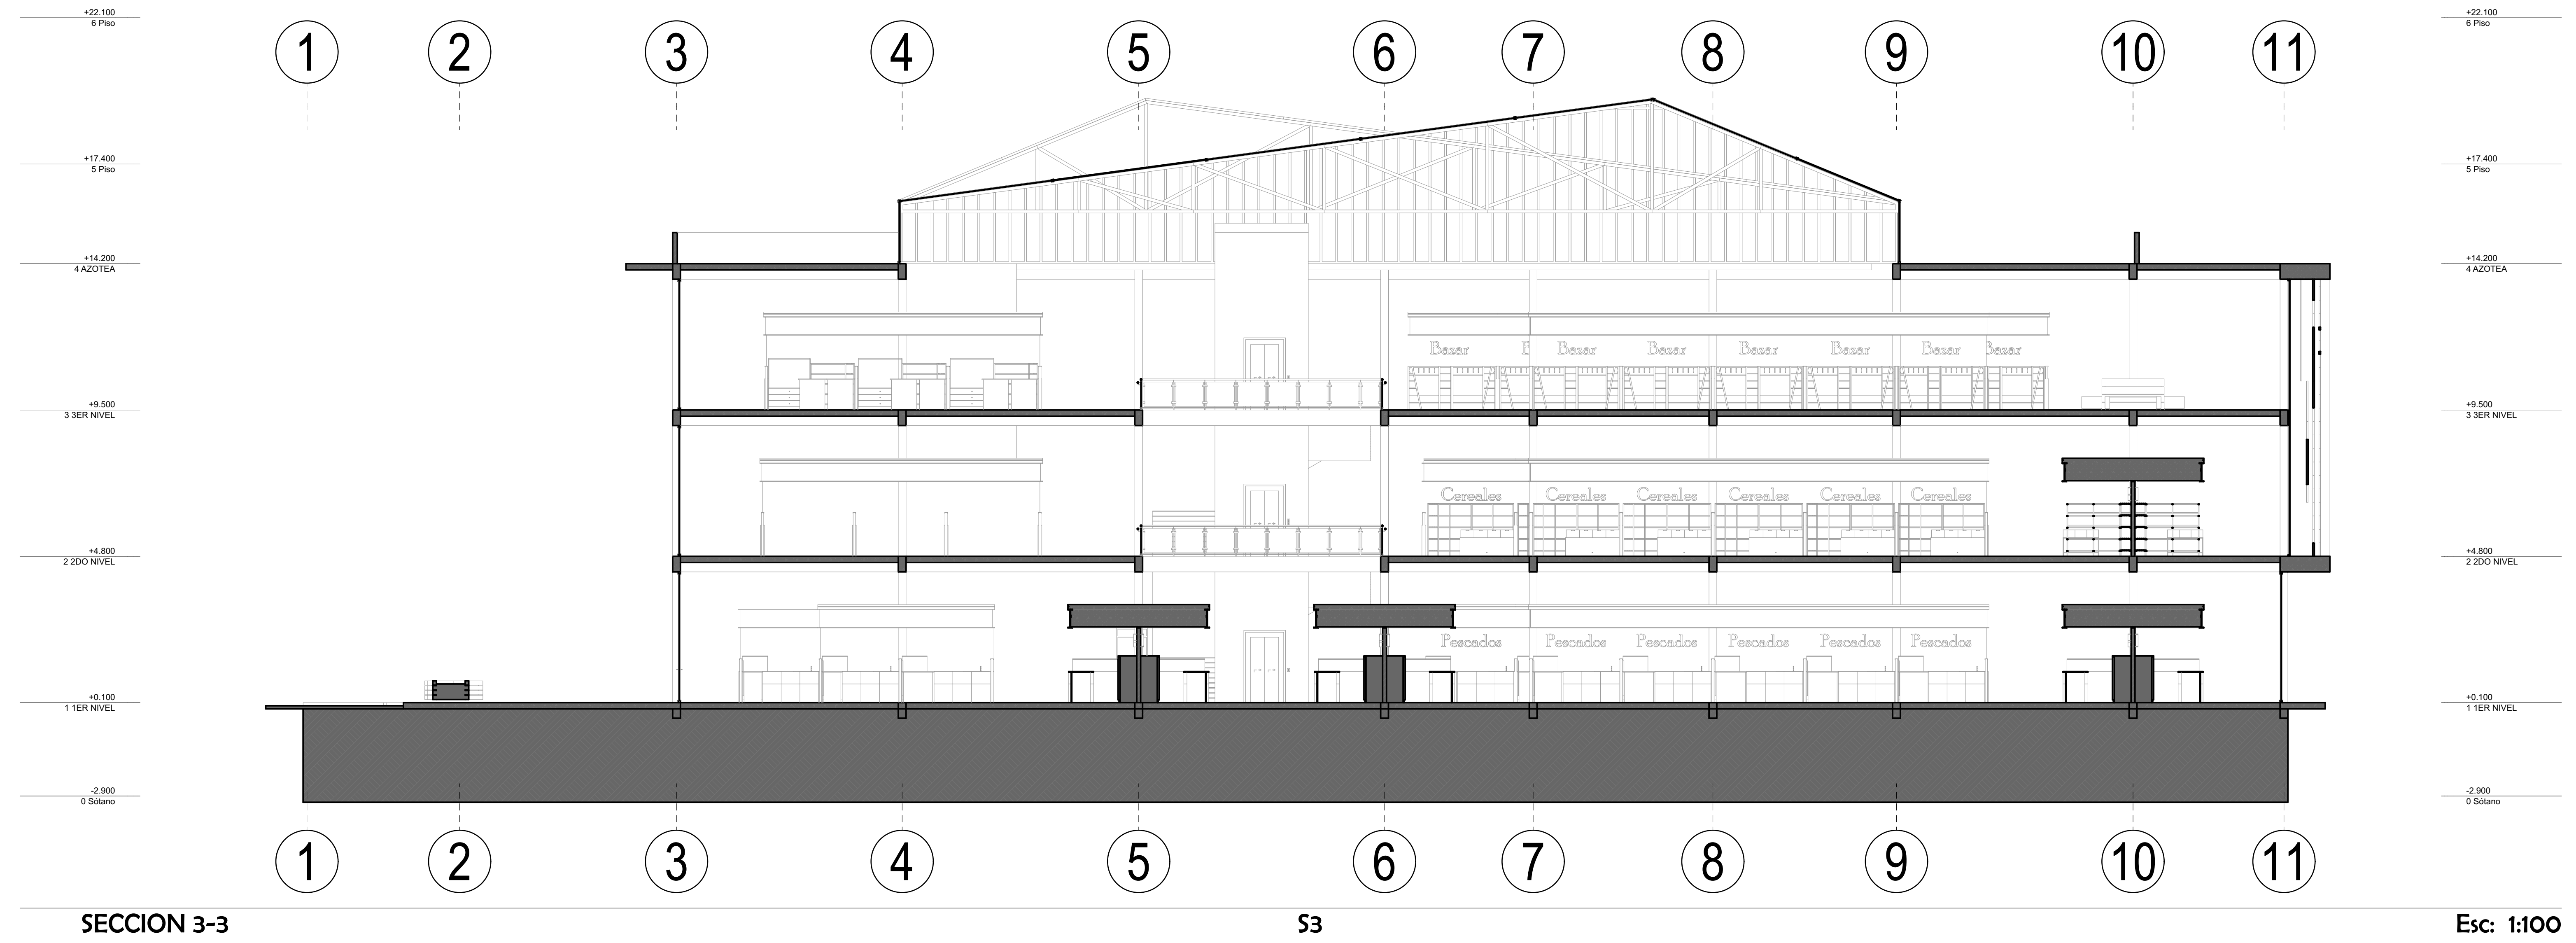 +22.100
6 Piso
+22.100
6 Piso
1 2 3 4 5 6 7 8 9 10 11
+17.400
5 Piso
+17.400
5 Piso
+14.200
4 AZOTEA
+14.200
4 AZOTEA
Bazar B Bazar Bazar Bazar Bazar Bazar Bazar
+9.500
3 3ER NIVEL
+9.500
3 3ER NIVEL
Cereales Cereales Cereales Cereales Cereales Cereales
+4.800
2 2DO NIVEL
+4.800
2 2DO NIVEL
Pescados Pescados Pescados Pescados Pescados Pescados
+0.100
1 1ER NIVEL
+0.100
1 1ER NIVEL
-2.900
0 Sótano
-2.900
0 Sótano
1 2 3 4 5 6 7 8 9 10 11
SECCION 3-3
S3
Esc: 1:100